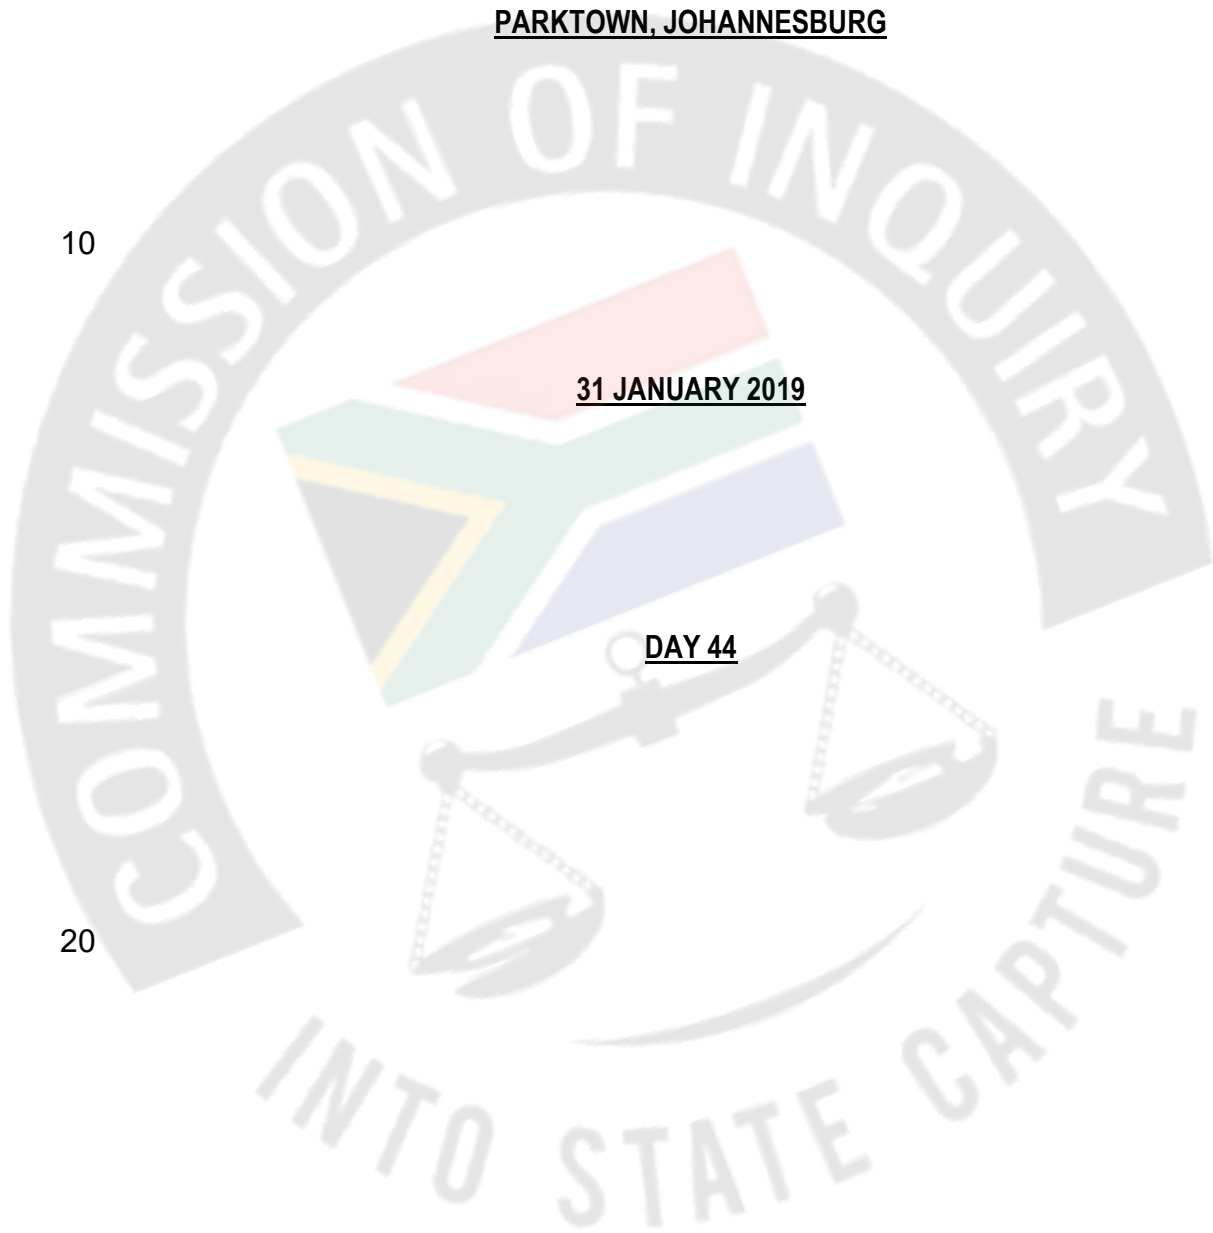 PARKTOWN, JOHANNESBURG
10
31 JANUARY 2019
DAY 44
20
COMMISSION OF INQUIRY
INTO STATE CAPTURE